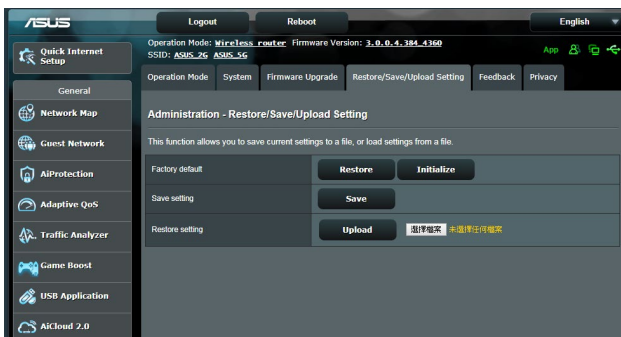 ASUS
Logout
Reboot
English
Quick Internet Setup
Operation Mode: Wireless router Firmware Version: 3.0.0.4.384_4360
SSID: ASUS_2G ASUS_5G
App
Operation Mode
System
Firmware Upgrade
Restore/Save/Upload Setting
Feedback
Privacy
General
Network Map
Guest Network
AiProtection
Adaptive QoS
Traffic Analyzer
Game Boost
USB Application
AiCloud 2.0
Administration - Restore/Save/Upload Setting
This function allows you to save current settings to a file, or load settings from a file.
Factory default
Restore
Initialize
Save setting
Save
Restore setting
Upload
選擇檔案 未選擇任何檔案